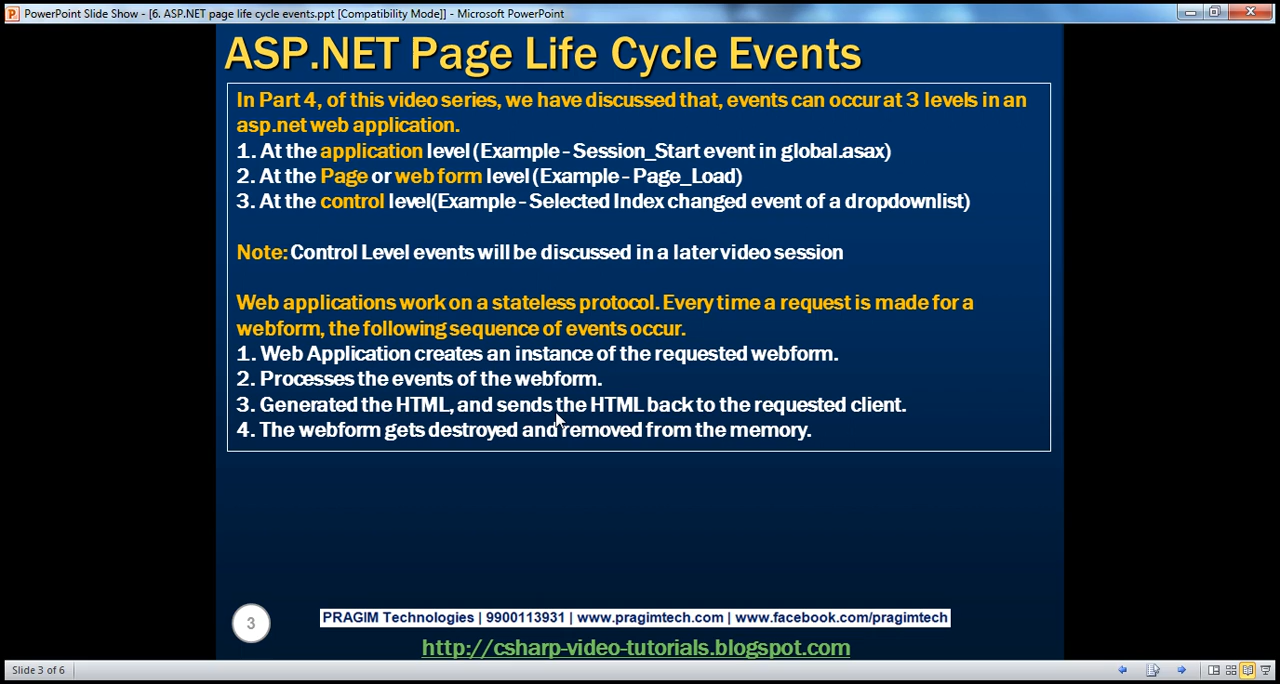 PowerPoint Slide Show - [6. ASP.NET page life cycle events.ppt [Compatibility Mode]] - Microsoft PowerPoint
ASP.NET Page Life Cycle Events
In Part 4, of this video series, we have discussed that, events can occur at 3 levels in an
asp.net web application.
1. At the application level (Example - Session_Start event in global.asax)
2. At the Page or web form level (Example - Page_Load)
3. At the control level(Example - Selected Index changed event of a dropdownlist)
Note: Control Level events will be discussed in a later video session
Web applications work on a stateless protocol. Every time a request is made for a
webform, the following sequence of events occur.
1. Web Application creates an instance of the requested webform.
2. Processes the events of the webform.
3. Generated the HTML, and sends the HTML back to the requested client.
4. The webform gets destroyed and removed from the memory.
3
PRAGIM Technologies | 9900113931 | www.pragimtech.com | www.facebook.com/pragimtech
http://csharp-video-tutorials.blogspot.com
Slide 3 of 6